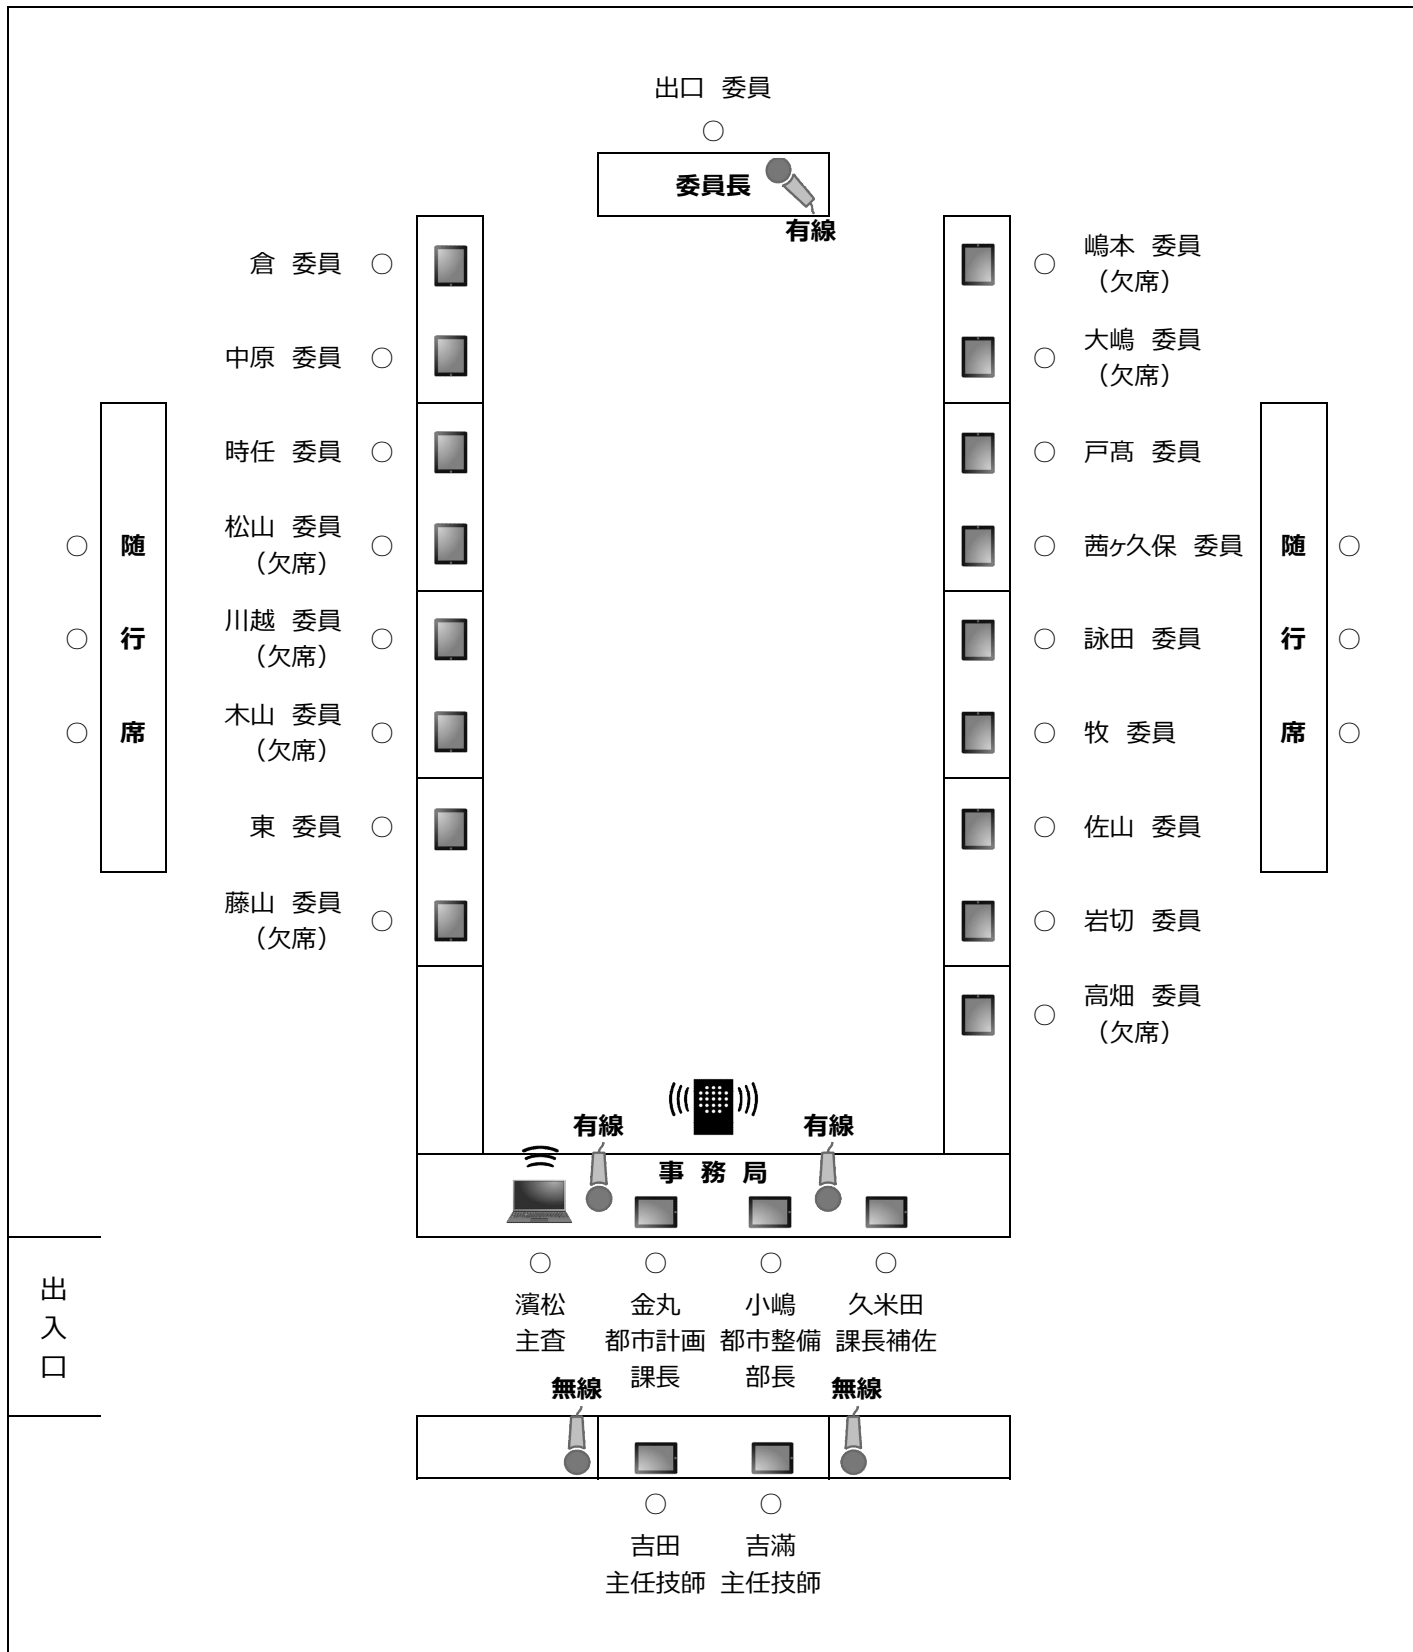 出口 委員
委員長
有線
倉 委員
中原 委員
時任 委員
松山 委員
(欠席)
川越 委員
(欠席)
木山 委員
(欠席)
東 委員
藤山 委員
(欠席)
随行席
嶋本 委員
(欠席)
大嶋 委員
(欠席)
戸髙 委員
茜ヶ久保 委員
詠田 委員
牧 委員
佐山 委員
岩切 委員
高畑 委員
(欠席)
随行席
有線
有線
事務局
濱松
主査
金丸
都市計画
課長
小嶋
都市整備
部長
久米田
課長補佐
出入口
無線
無線
吉田
主任技師
吉滿
主任技師